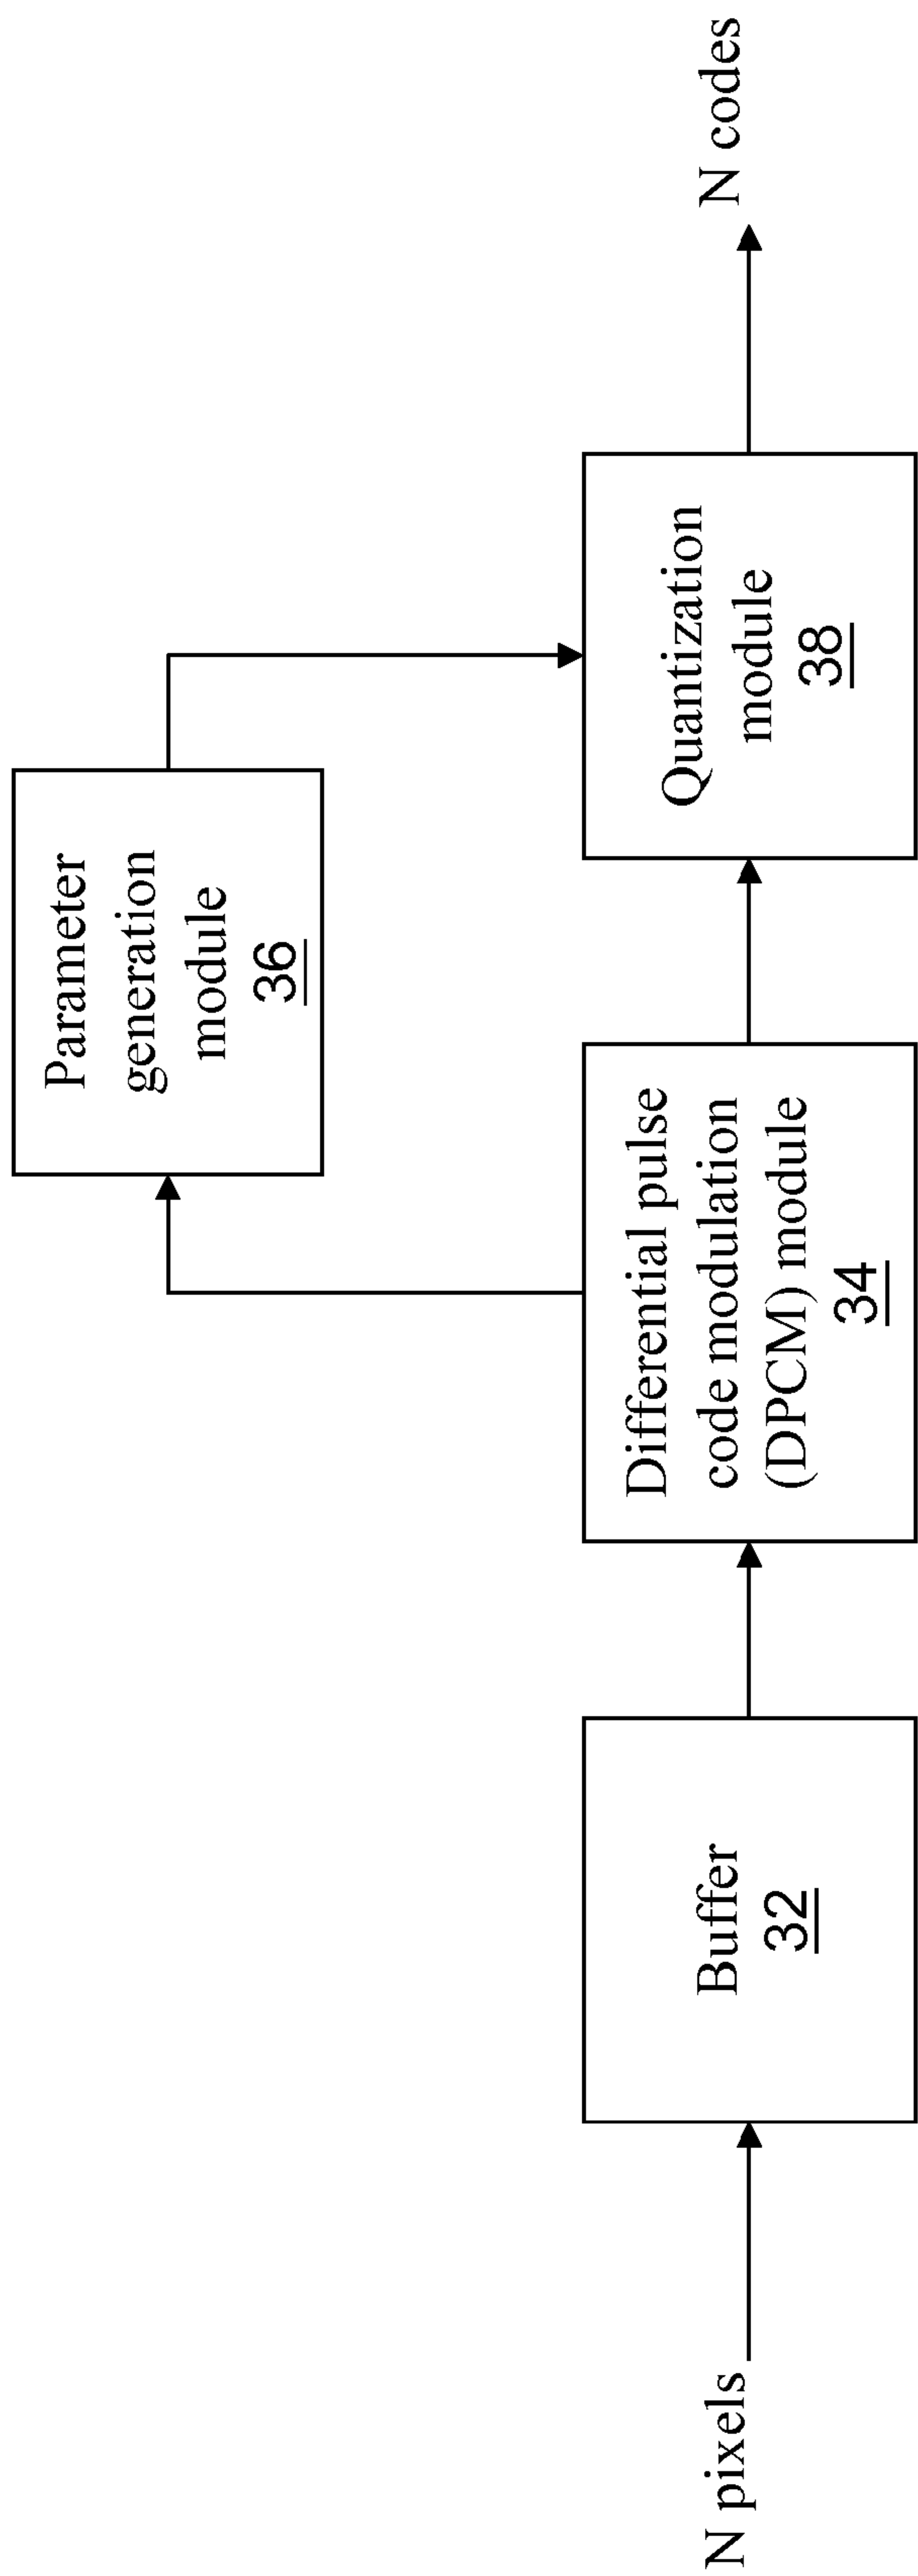 N pixels
Buffer
32
Differential pulse
code modulation
(DPCM) module
34
Parameter
generation
module
36
Quantization
module
38
N codes